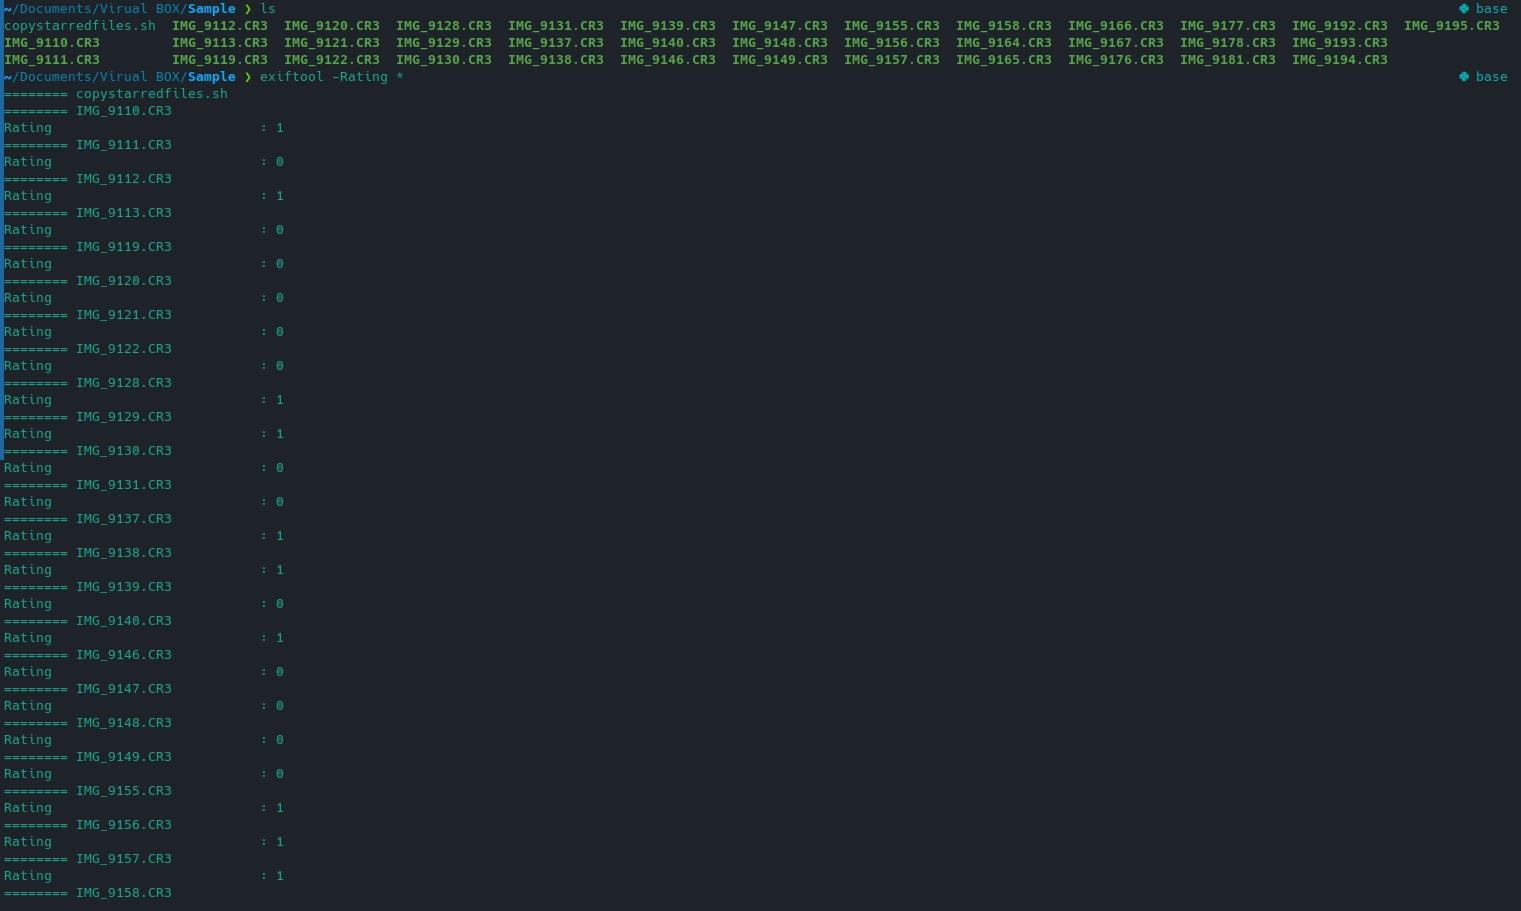 ~/Documents/Virual BOX/Sample ❯ ls base
copystarredfiles.sh IMG_9112.CR3 IMG_9120.CR3 IMG_9128.CR3 IMG_9131.CR3 IMG_9139.CR3 IMG_9147.CR3 IMG_9155.CR3 IMG_9158.CR3 IMG_9166.CR3 IMG_9177.CR3 IMG_9192.CR3 IMG_9195.CR3
IMG_9110.CR3 IMG_9113.CR3 IMG_9121.CR3 IMG_9129.CR3 IMG_9137.CR3 IMG_9140.CR3 IMG_9148.CR3 IMG_9156.CR3 IMG_9164.CR3 IMG_9167.CR3 IMG_9178.CR3 IMG_9193.CR3
IMG_9111.CR3 IMG_9119.CR3 IMG_9122.CR3 IMG_9130.CR3 IMG_9138.CR3 IMG_9146.CR3 IMG_9149.CR3 IMG_9157.CR3 IMG_9165.CR3 IMG_9176.CR3 IMG_9181.CR3 IMG_9194.CR3
~/Documents/Virual BOX/Sample ❯ exiftool -Rating * base
======== copystarredfiles.sh
======== IMG_9110.CR3
Rating : 1
======== IMG_9111.CR3
Rating : 0
======== IMG_9112.CR3
Rating : 1
======== IMG_9113.CR3
Rating : 0
======== IMG_9119.CR3
Rating : 0
======== IMG_9120.CR3
Rating : 0
======== IMG_9121.CR3
Rating : 0
======== IMG_9122.CR3
Rating : 0
======== IMG_9128.CR3
Rating : 1
======== IMG_9129.CR3
Rating : 1
======== IMG_9130.CR3
Rating : 0
======== IMG_9131.CR3
Rating : 0
======== IMG_9137.CR3
Rating : 1
======== IMG_9138.CR3
Rating : 1
======== IMG_9139.CR3
Rating : 0
======== IMG_9140.CR3
Rating : 1
======== IMG_9146.CR3
Rating : 0
======== IMG_9147.CR3
Rating : 0
======== IMG_9148.CR3
Rating : 0
======== IMG_9149.CR3
Rating : 0
======== IMG_9155.CR3
Rating : 1
======== IMG_9156.CR3
Rating : 1
======== IMG_9157.CR3
Rating : 1
======== IMG_9158.CR3